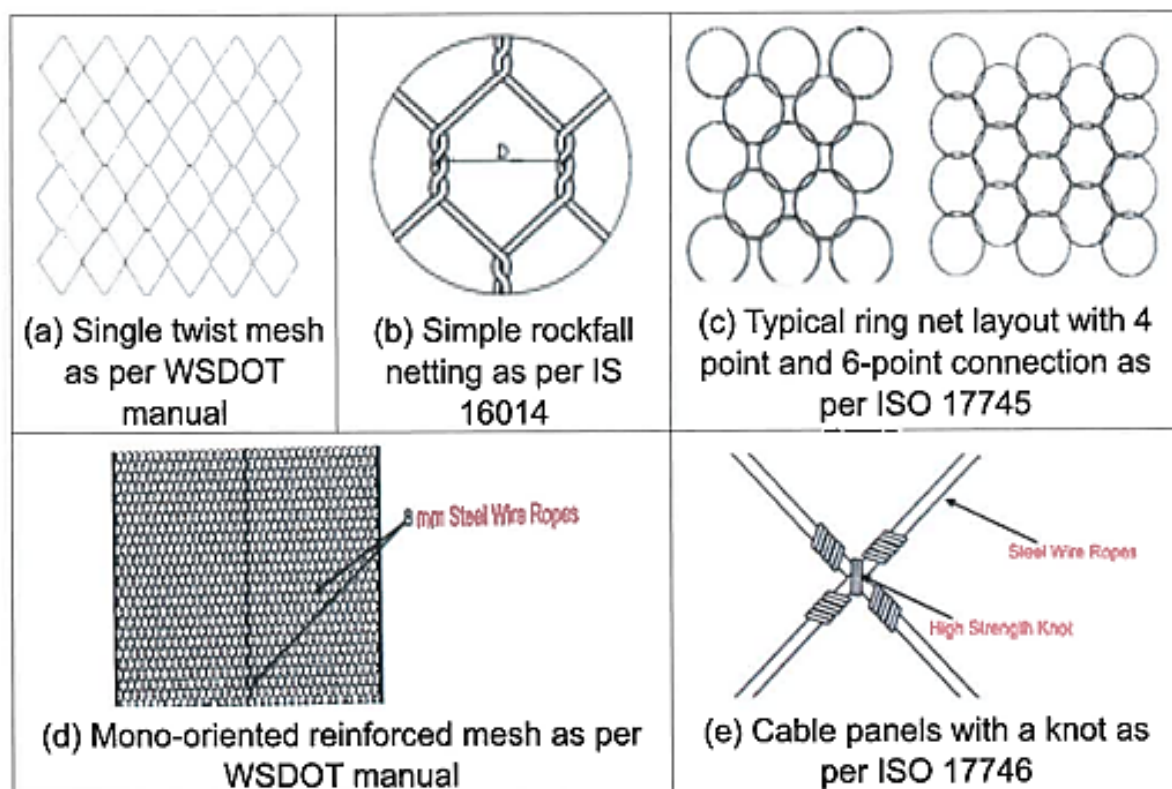 D
(a) Single twist mesh
as per WSDOT
manual
(b) Simple rockfall
netting as per IS
16014
(c) Typical ring net layout with 4
point and 6-point connection as
per ISO 17745
8 mm Steel Wire Ropes
(d) Mono-oriented reinforced mesh as per
WSDOT manual
Steel Wire Ropes
High Strength Knot
(e) Cable panels with a knot as
per ISO 17746